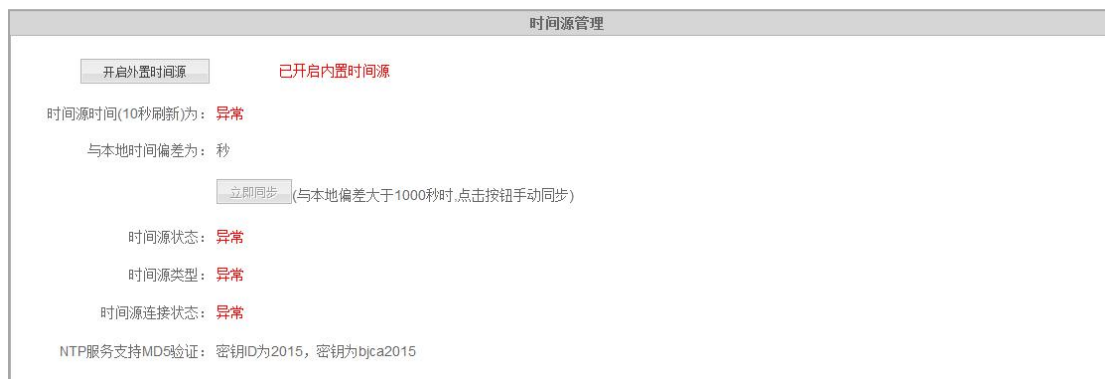 时间源管理
开启外置时间源 已开启内置时间源
时间源时间(10秒刷新)为：异常
与本地时间偏差为：秒
立即同步 (与本地偏差大于1000秒时,点击按钮手动同步)
时间源状态：异常
时间源类型：异常
时间源连接状态：异常
NTP服务支持MD5验证：密钥ID为2015，密钥为bjca2015